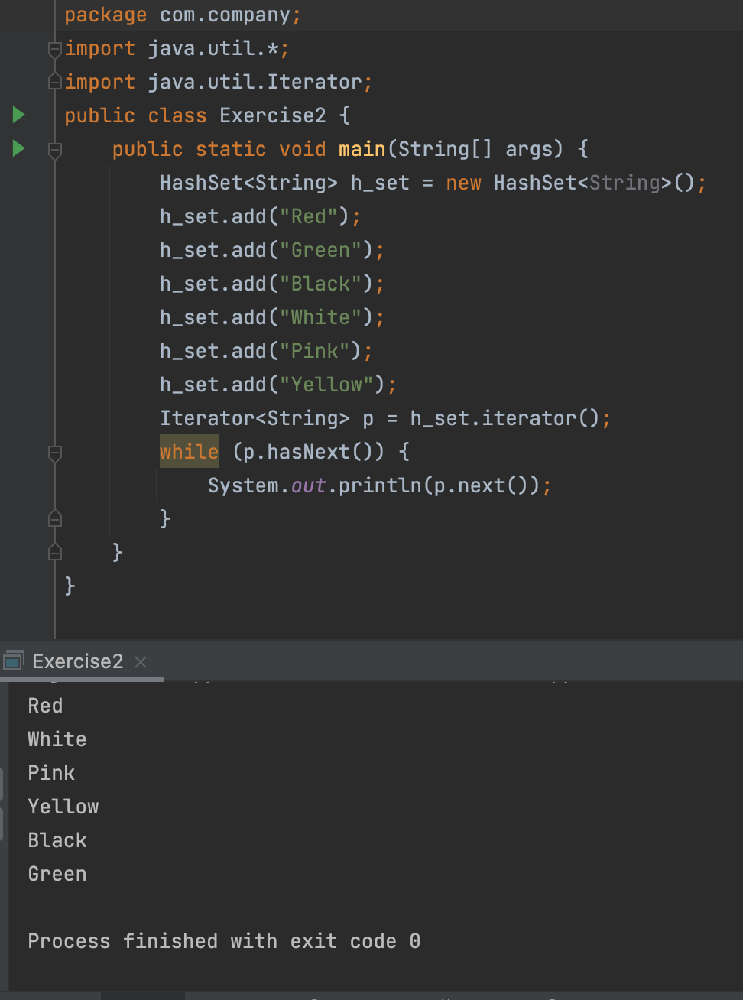 package com.company;
import java.util.*;
import java.util.Iterator;
public class Exercise2 {
    public static void main(String[] args) {
        HashSet<String> h_set = new HashSet<String>();
        h_set.add("Red");
        h_set.add("Green");
        h_set.add("Black");
        h_set.add("White");
        h_set.add("Pink");
        h_set.add("Yellow");
        Iterator<String> p = h_set.iterator();
        while (p.hasNext()) {
            System.out.println(p.next());
        }
    }
}
Exercise2
Red
White
Pink
Yellow
Black
Green
Process finished with exit code 0